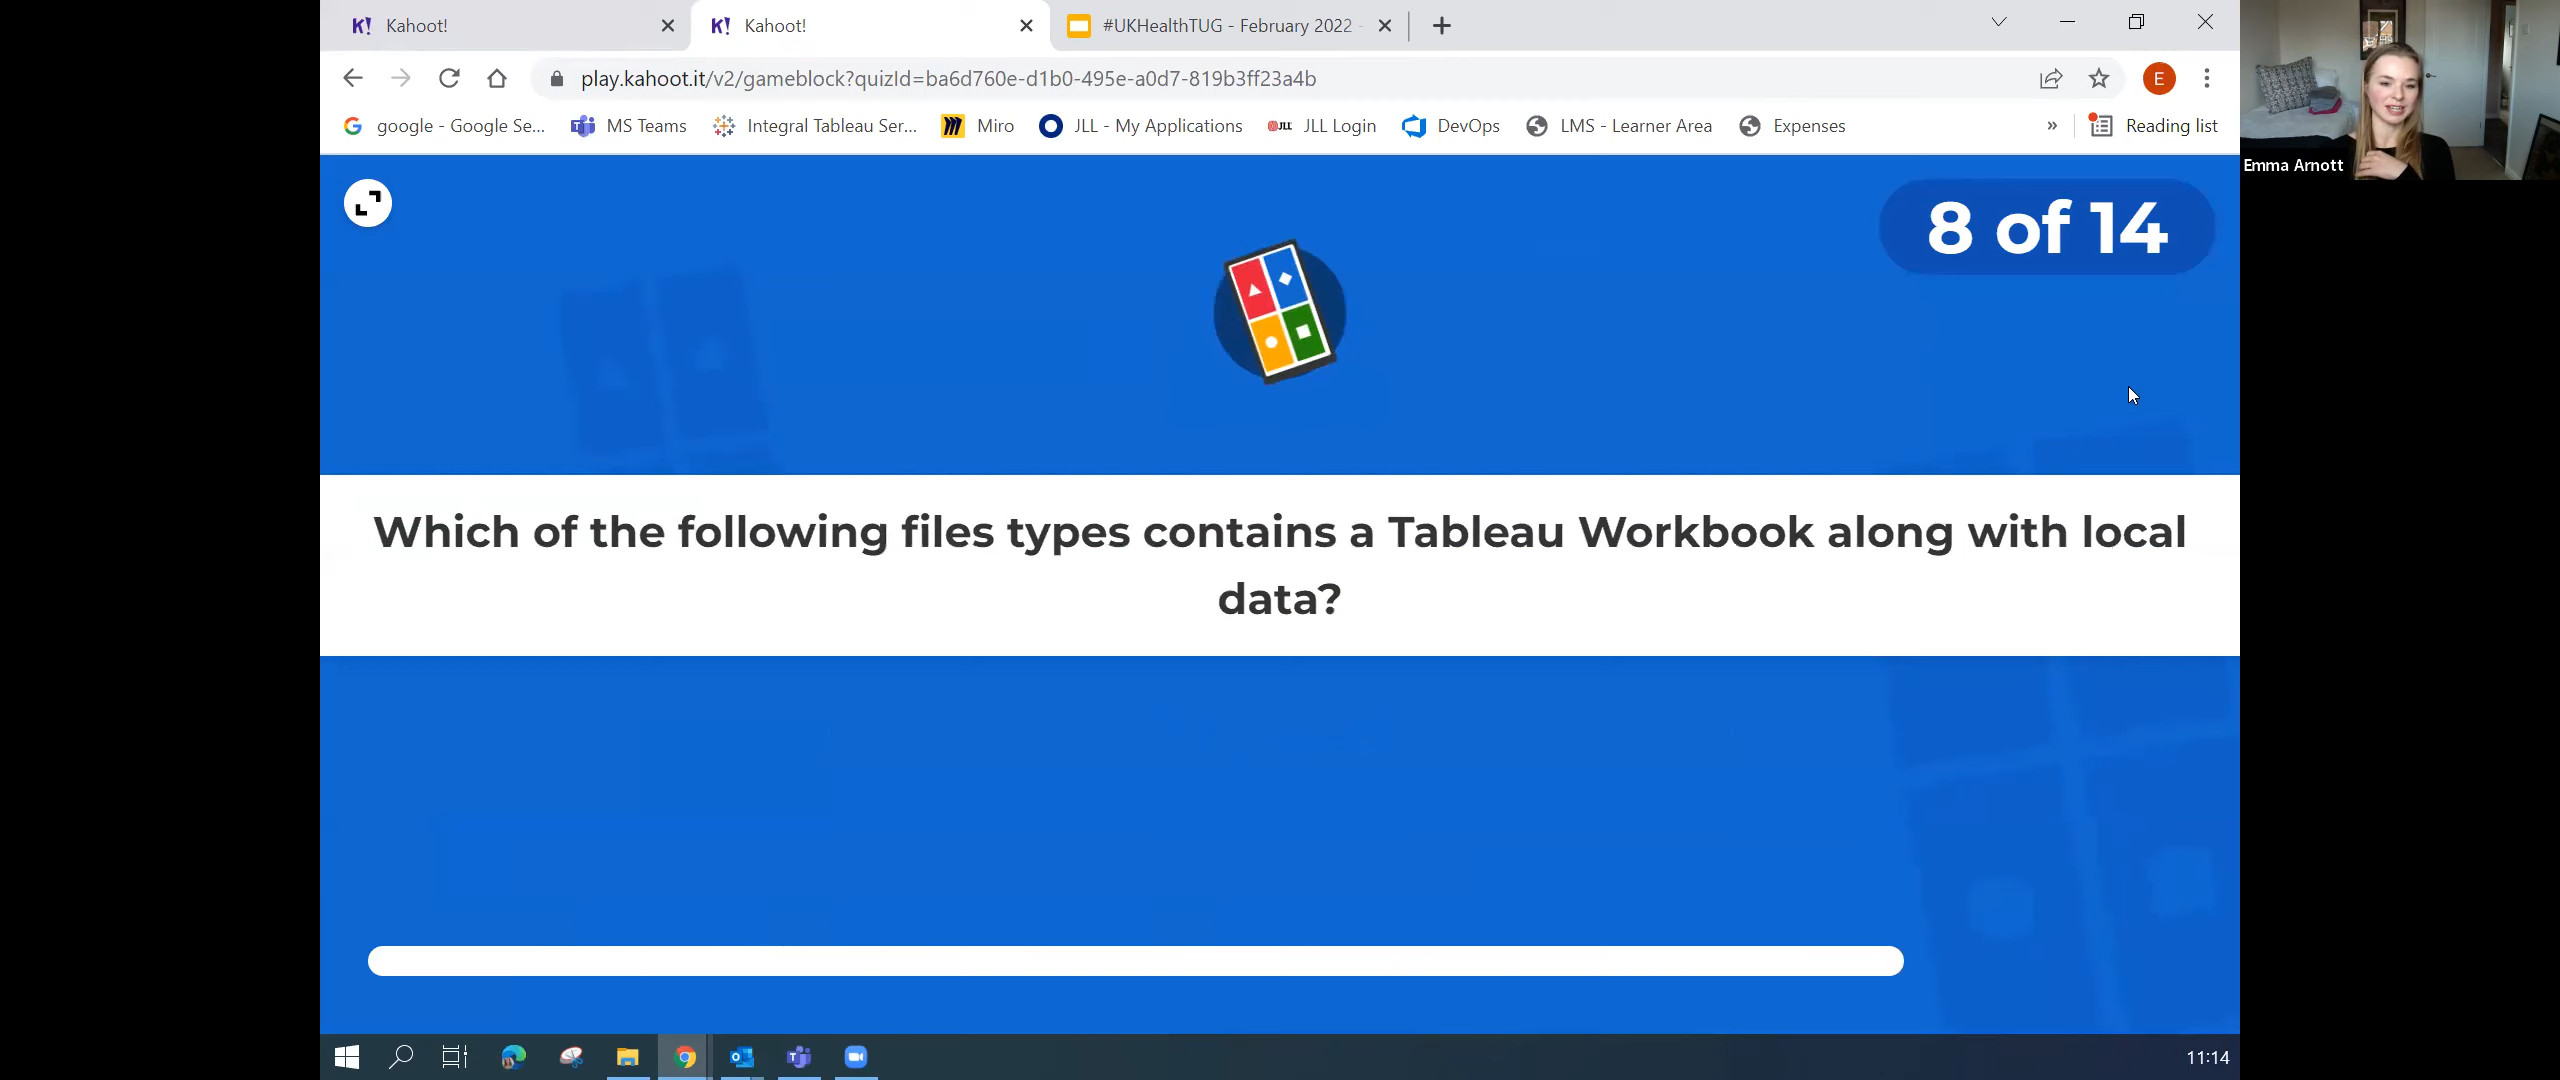 K! Kahoot!
K! Kahoot!
#UKHealthTUG - February 2022 -
play.kahoot.it/v2/gameblock?quizId=ba6d760e-d1b0-495e-a0d7-819b3ff23a4b
E
google - Google Se...
MS Teams
Integral Tableau Ser...
Miro
JLL - My Applications
JLL
JLL Login
DevOps
LMS - Learner Area
Expenses
»
Reading list
Emma Arnott
8 of 14
Which of the following files types contains a Tableau Workbook along with local
data?
11:14